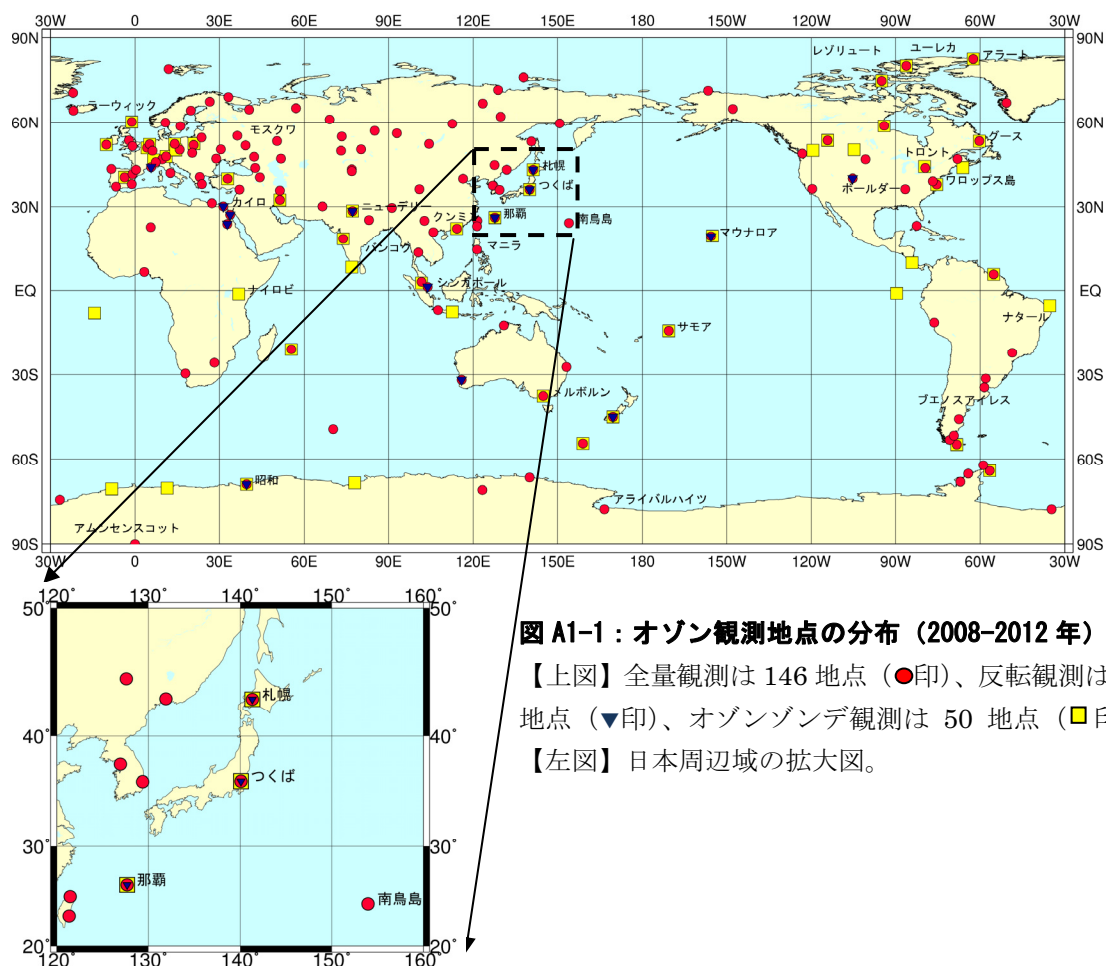 30W 0 30E 60E 90E 120E 150E 180 150W 120W 90W 60W 30W
90N 90N
レゾリュート ユーレカ アラート
ラーウィック
60N 60N
モスクワ グース
札幌 トロント
つくば ボールダー ワロップス島
30N カイロ ニューデリー クンミン 那覇 南鳥島 30N
バンコク マニラ マウナロア
シンガポール
EQ ナイロビ EQ
ナタール
サモア
30S 30S
メルボルン ブエノスアイレス
60S 60S
昭和
アライバルハイツ
アムンセンスコット
90S 90S
30W 0 30E 60E 90E 120E 150E 180 150W 120W 90W 60W 30W
120° 130° 140° 150° 160°
50° 50°
札幌
40° 40°
つくば
30° 30°
那覇
南鳥島
20° 20°
120° 130° 140° 150° 160°
図 A1-1：オゾン観測地点の分布（2008-2012 年）
【上図】全量観測は 146 地点（●印）、反転観測は
地点（▼印）、オゾンゾンデ観測は 50 地点（■印
【左図】日本周辺域の拡大図。